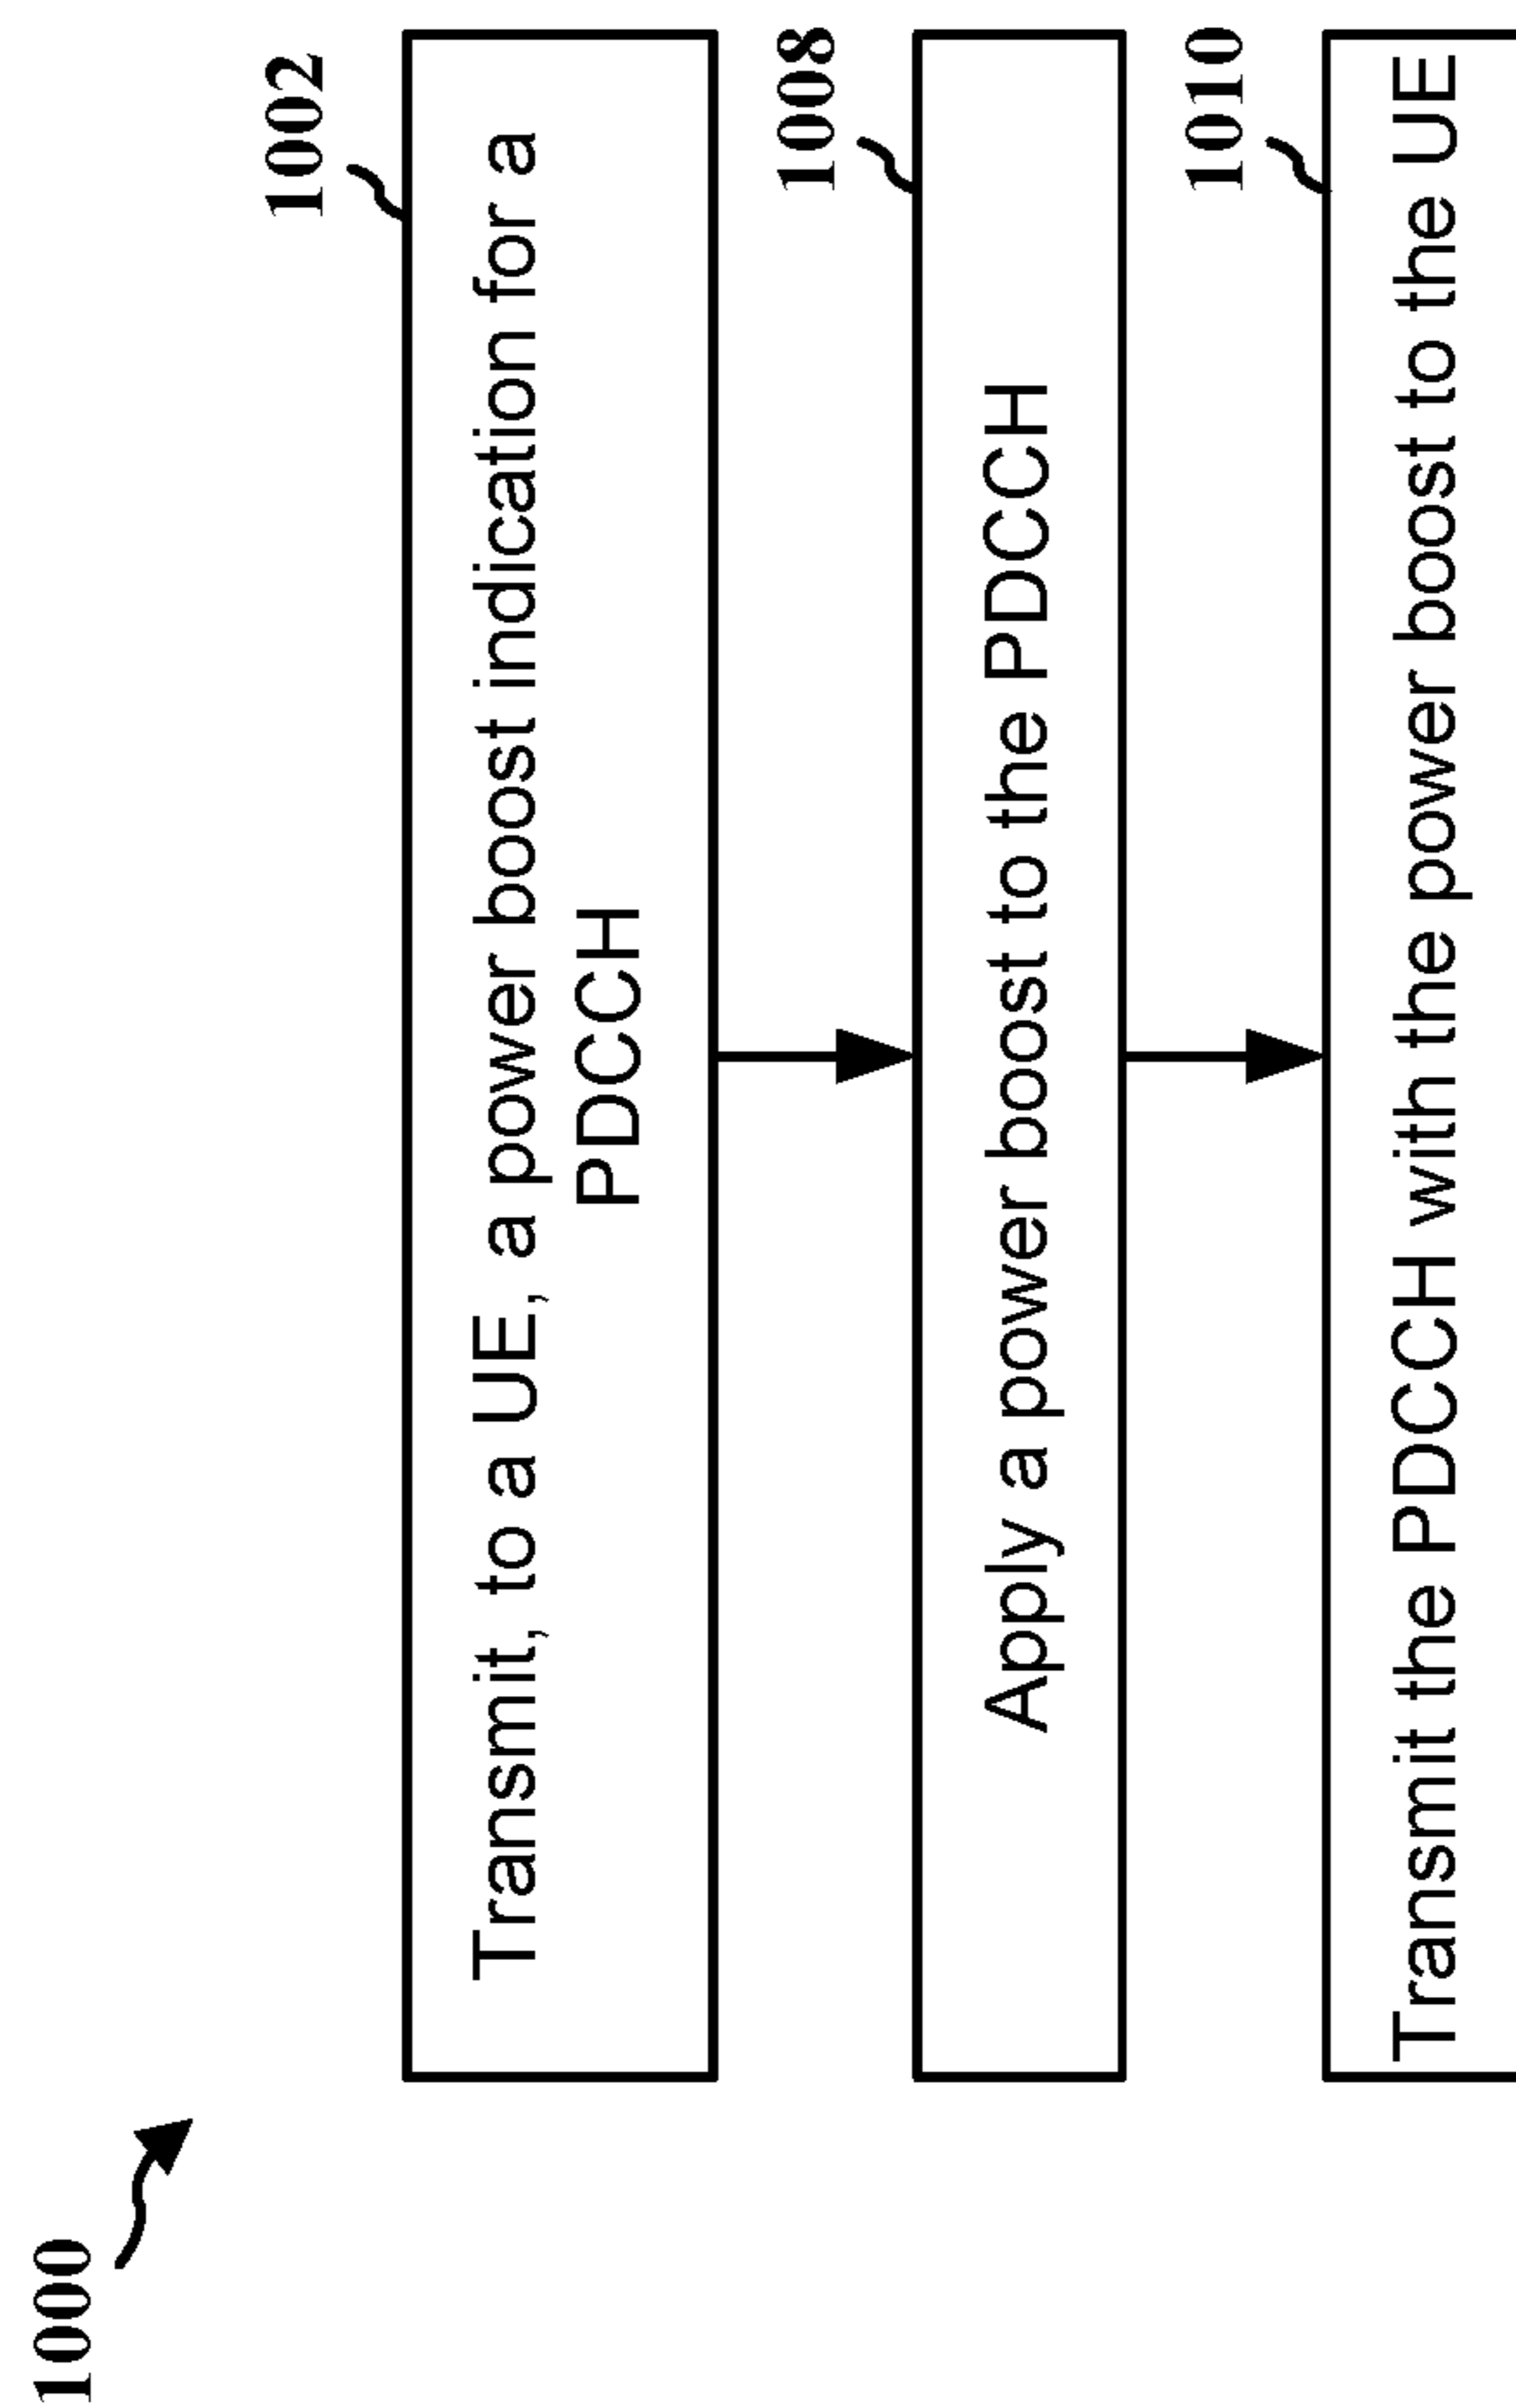 1000
1002
Transmit, to a UE, a power boost indication for a
PDCCH
1008
Apply a power boost to the PDCCH
1010
Transmit the PDCCH with the power boost to the UE